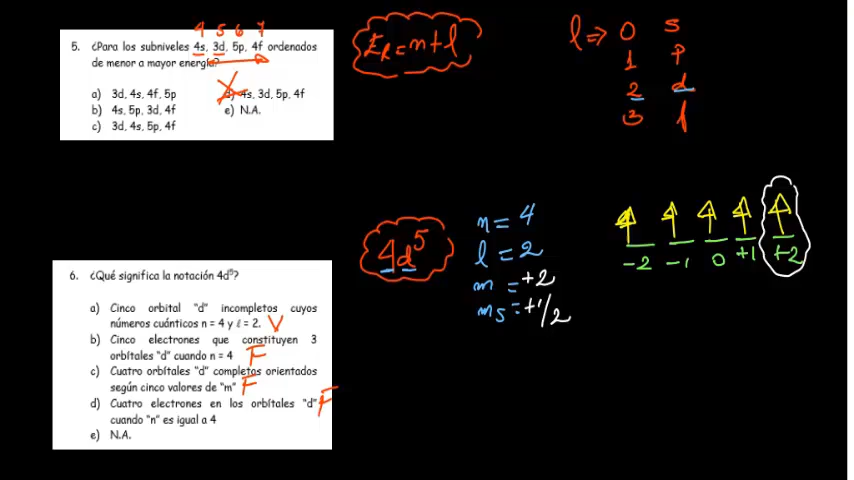 4 5 6 7
5. ¿Para los subniveles 4s, 3d, 5p, 4f ordenados
de menor a mayor energía?
a) 3d, 4s, 4f, 5p
d) 4s, 3d, 5p, 4f
b) 4s, 5p, 3d, 4f
e) N.A.
c) 3d, 4s, 5p, 4f
ER=n+l
l ⇒ 0 s
1 p
2 d
3 f
6. ¿Qué significa la notación 4d⁵?
a) Cinco orbital "d" incompletos cuyos
números cuánticos n = 4 y ℓ = 2. V
b) Cinco electrones que constituyen 3
orbítales "d" cuando n = 4 F
c) Cuatro orbítales "d" completos orientados
según cinco valores de "m" F
d) Cuatro electrones en los orbítales "d" F
cuando "n" es igual a 4
e) N.A.
4d⁵
n = 4
l = 2
m = +2
ms = +1/2
-2 -1 0 +1 +2